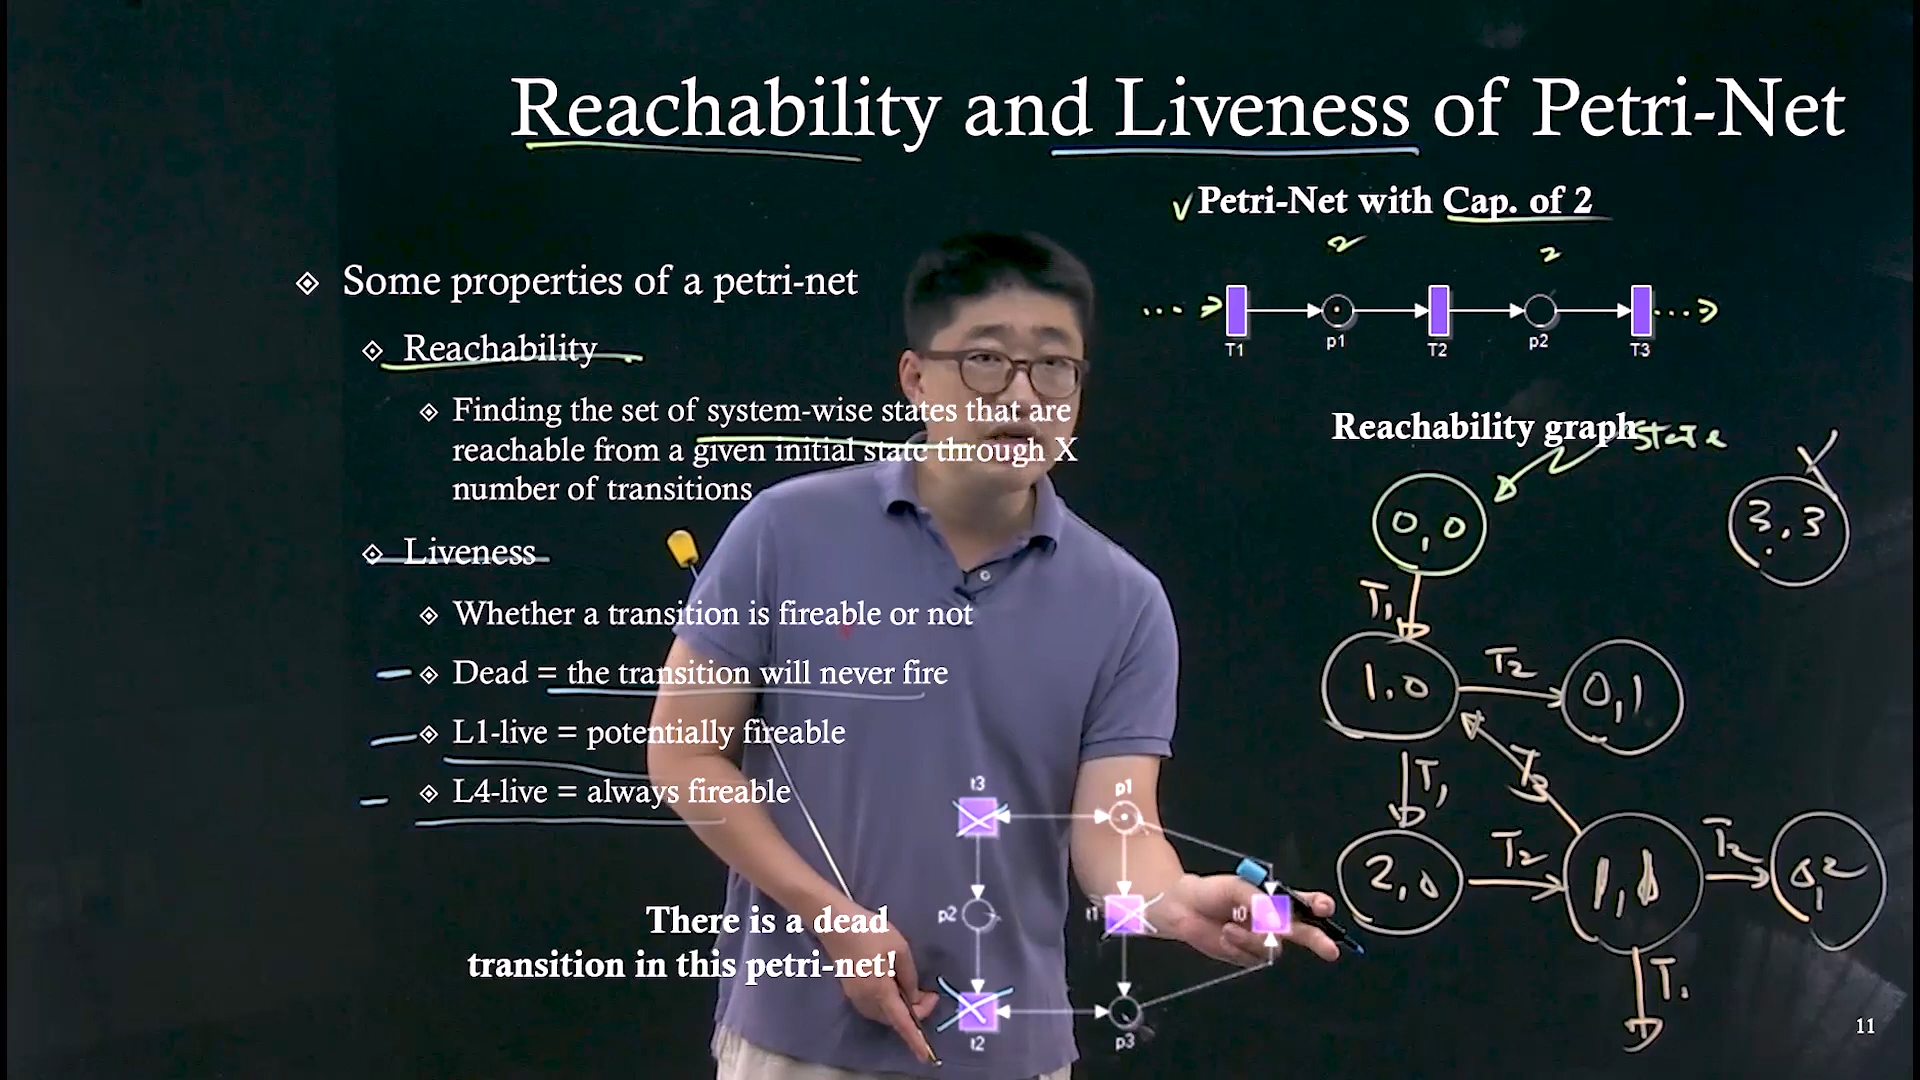 Reachability and Liveness of Petri-Net
✓Petri-Net with Cap. of 2
2 2
T1 p1 T2 p2 T3
◈ Some properties of a petri-net
◈ Reachability
◈ Finding the set of system-wise states that are
reachable from a given initial state through X
number of transitions
◈ Liveness
◈ Whether a transition is fireable or not
◈ Dead = the transition will never fire
◈ L1-live = potentially fireable
◈ L4-live = always fireable
There is a dead
transition in this petri-net!
t3 p1
p2 t1 t0
t2 p3
Reachability graph
state
0,0
3,3
T1
1,0 T2 0,1
T1 T3
2,0 T2 1,1 T2 0,2
T1
11